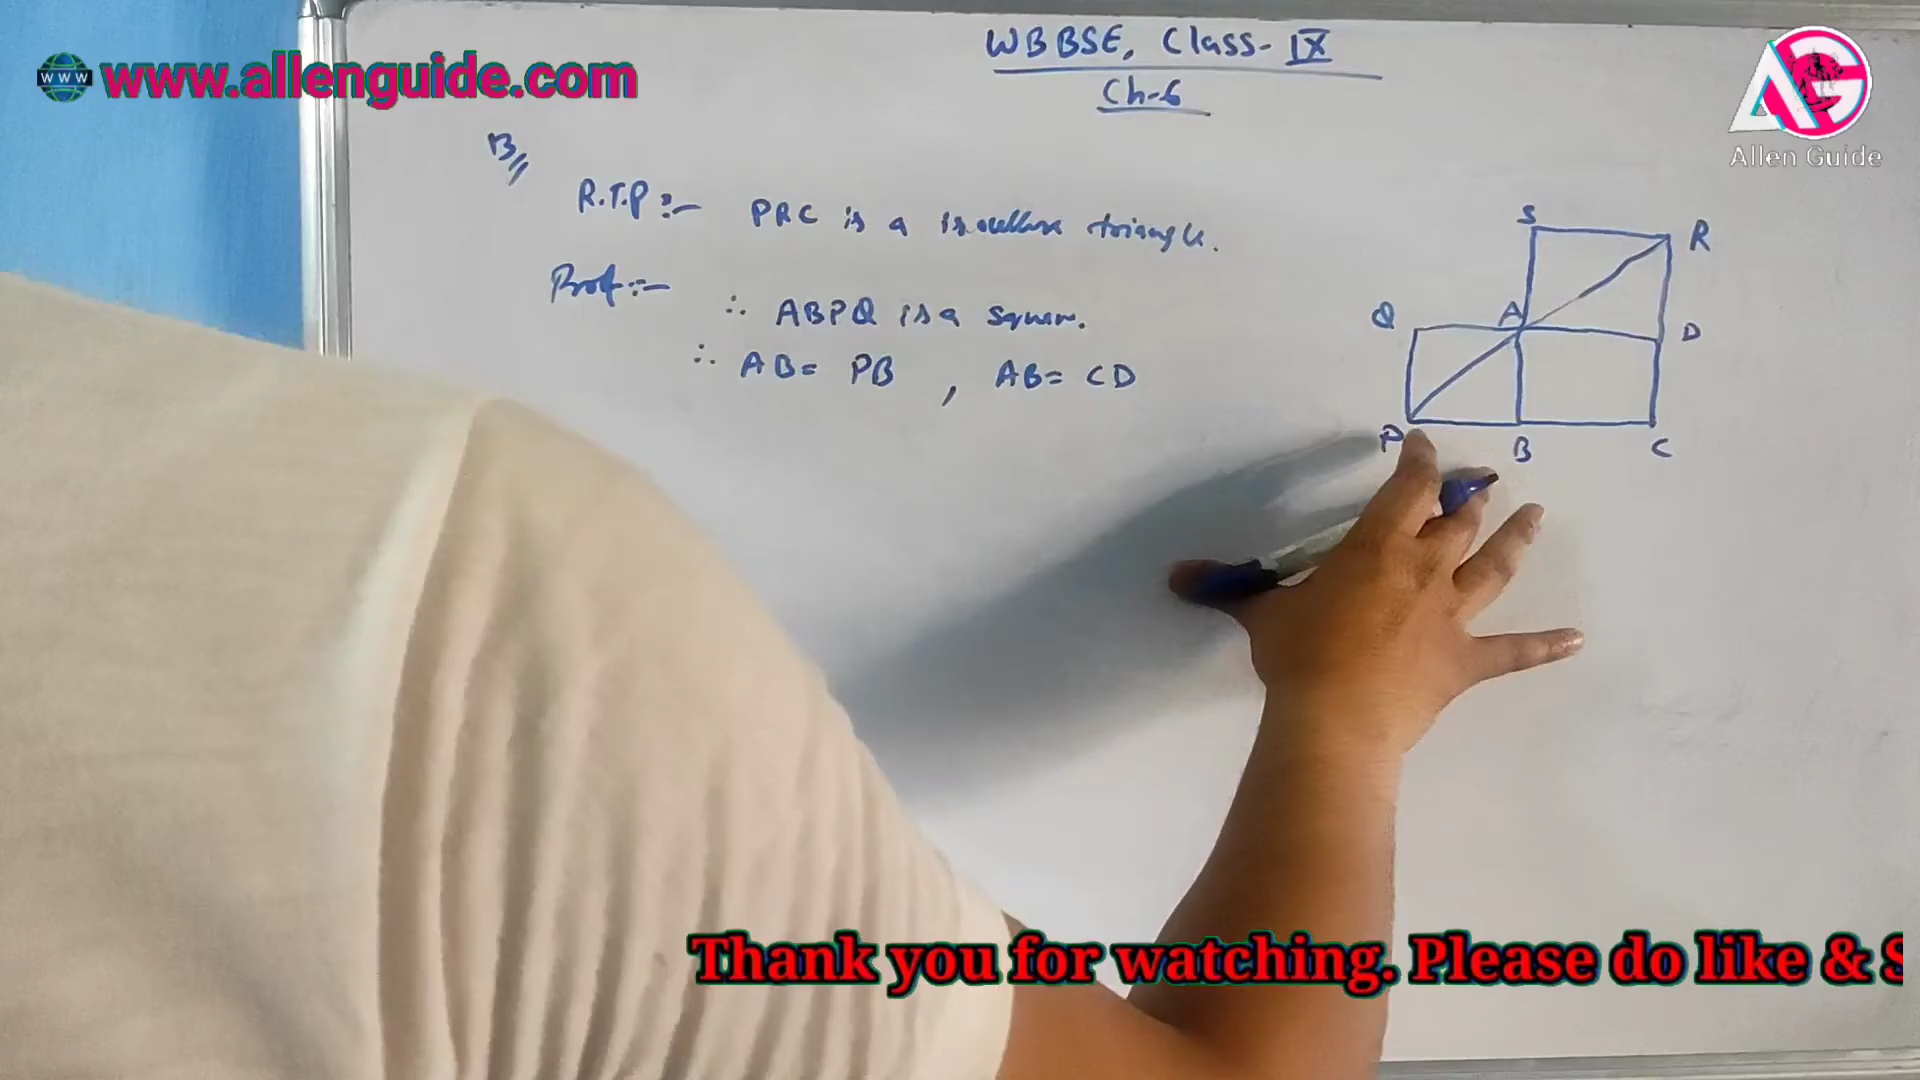 www.allenguide.com
WBBSE, Class-IX
Ch-6
Allen Guide
B//
R.T.P :- PRC is a isosceles triangle.
Proof :- ∴ ABPQ is a square.
∴ AB= PB , AB= CD
S R
Q A D
P B C
Thank you for watching. Please do like & S